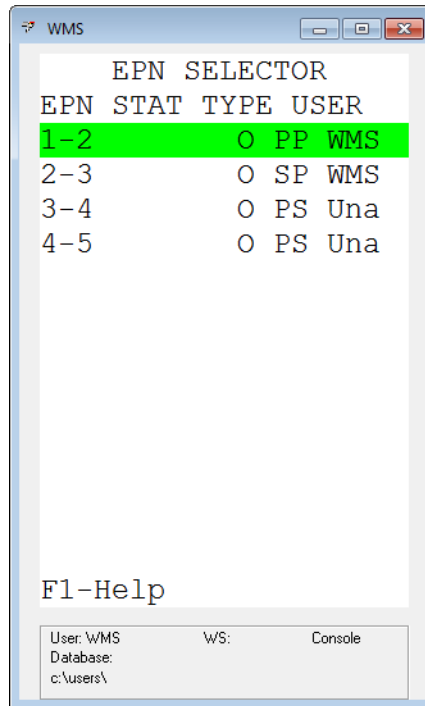 WMS
EPN SELECTOR
EPN STAT TYPE USER
1-2 O PP WMS
2-3 O SP WMS
3-4 O PS Una
4-5 O PS Una
F1-Help
User: WMS WS: Console
Database:
c:\users\